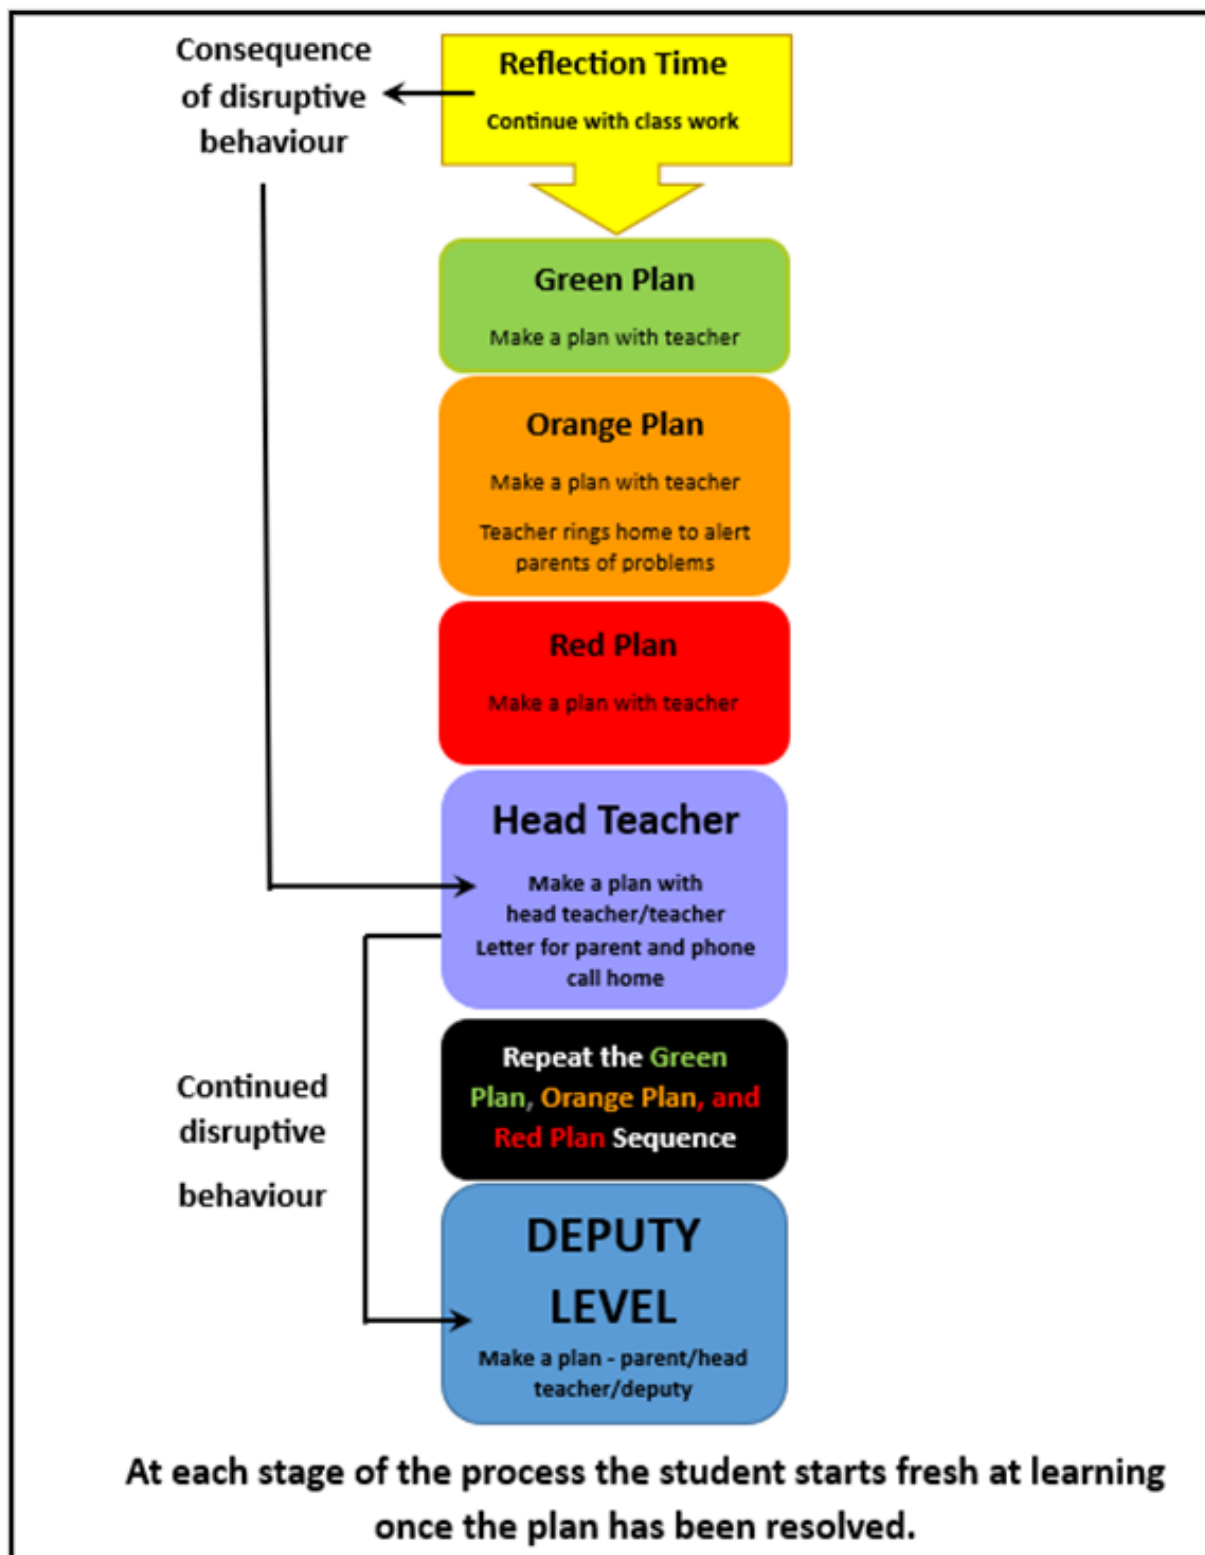 Consequence
of disruptive
behaviour
Reflection Time
Continue with class work
Green Plan
Make a plan with teacher
Orange Plan
Make a plan with teacher
Teacher rings home to alert
parents of problems
Red Plan
Make a plan with teacher
Head Teacher
Make a plan with
head teacher/teacher
Letter for parent and phone
call home
Continued
disruptive
behaviour
Repeat the Green
Plan, Orange Plan, and
Red Plan Sequence
DEPUTY
LEVEL
Make a plan - parent/head
teacher/deputy
At each stage of the process the student starts fresh at learning
once the plan has been resolved.